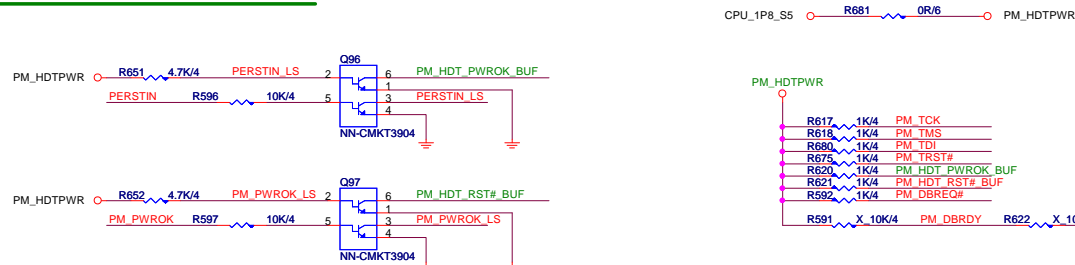 CPU_1P8_S5 R681 0R/6 PM_HDTPWR
Q96
PM_HDTPWR R651 4.7K/4 PERSTIN_LS 2 6 PM_HDT_PWROK_BUF
1
PERSTIN R596 10K/4 5 3 PERSTIN_LS
4
NN-CMKT3904
Q97
PM_HDTPWR R652 4.7K/4 PM_PWROK_LS 2 6 PM_HDT_RST#_BUF
1
PM_PWROK R597 10K/4 5 3 PM_PWROK_LS
4
NN-CMKT3904
PM_HDTPWR
R617 1K/4 PM_TCK
R618 1K/4 PM_TMS
R680 1K/4 PM_TDI
R675 1K/4 PM_TRST#
R620 1K/4 PM_HDT_PWROK_BUF
R621 1K/4 PM_HDT_RST#_BUF
R592 1K/4 PM_DBREQ#
R591 X_10K/4 PM_DBRDY R622